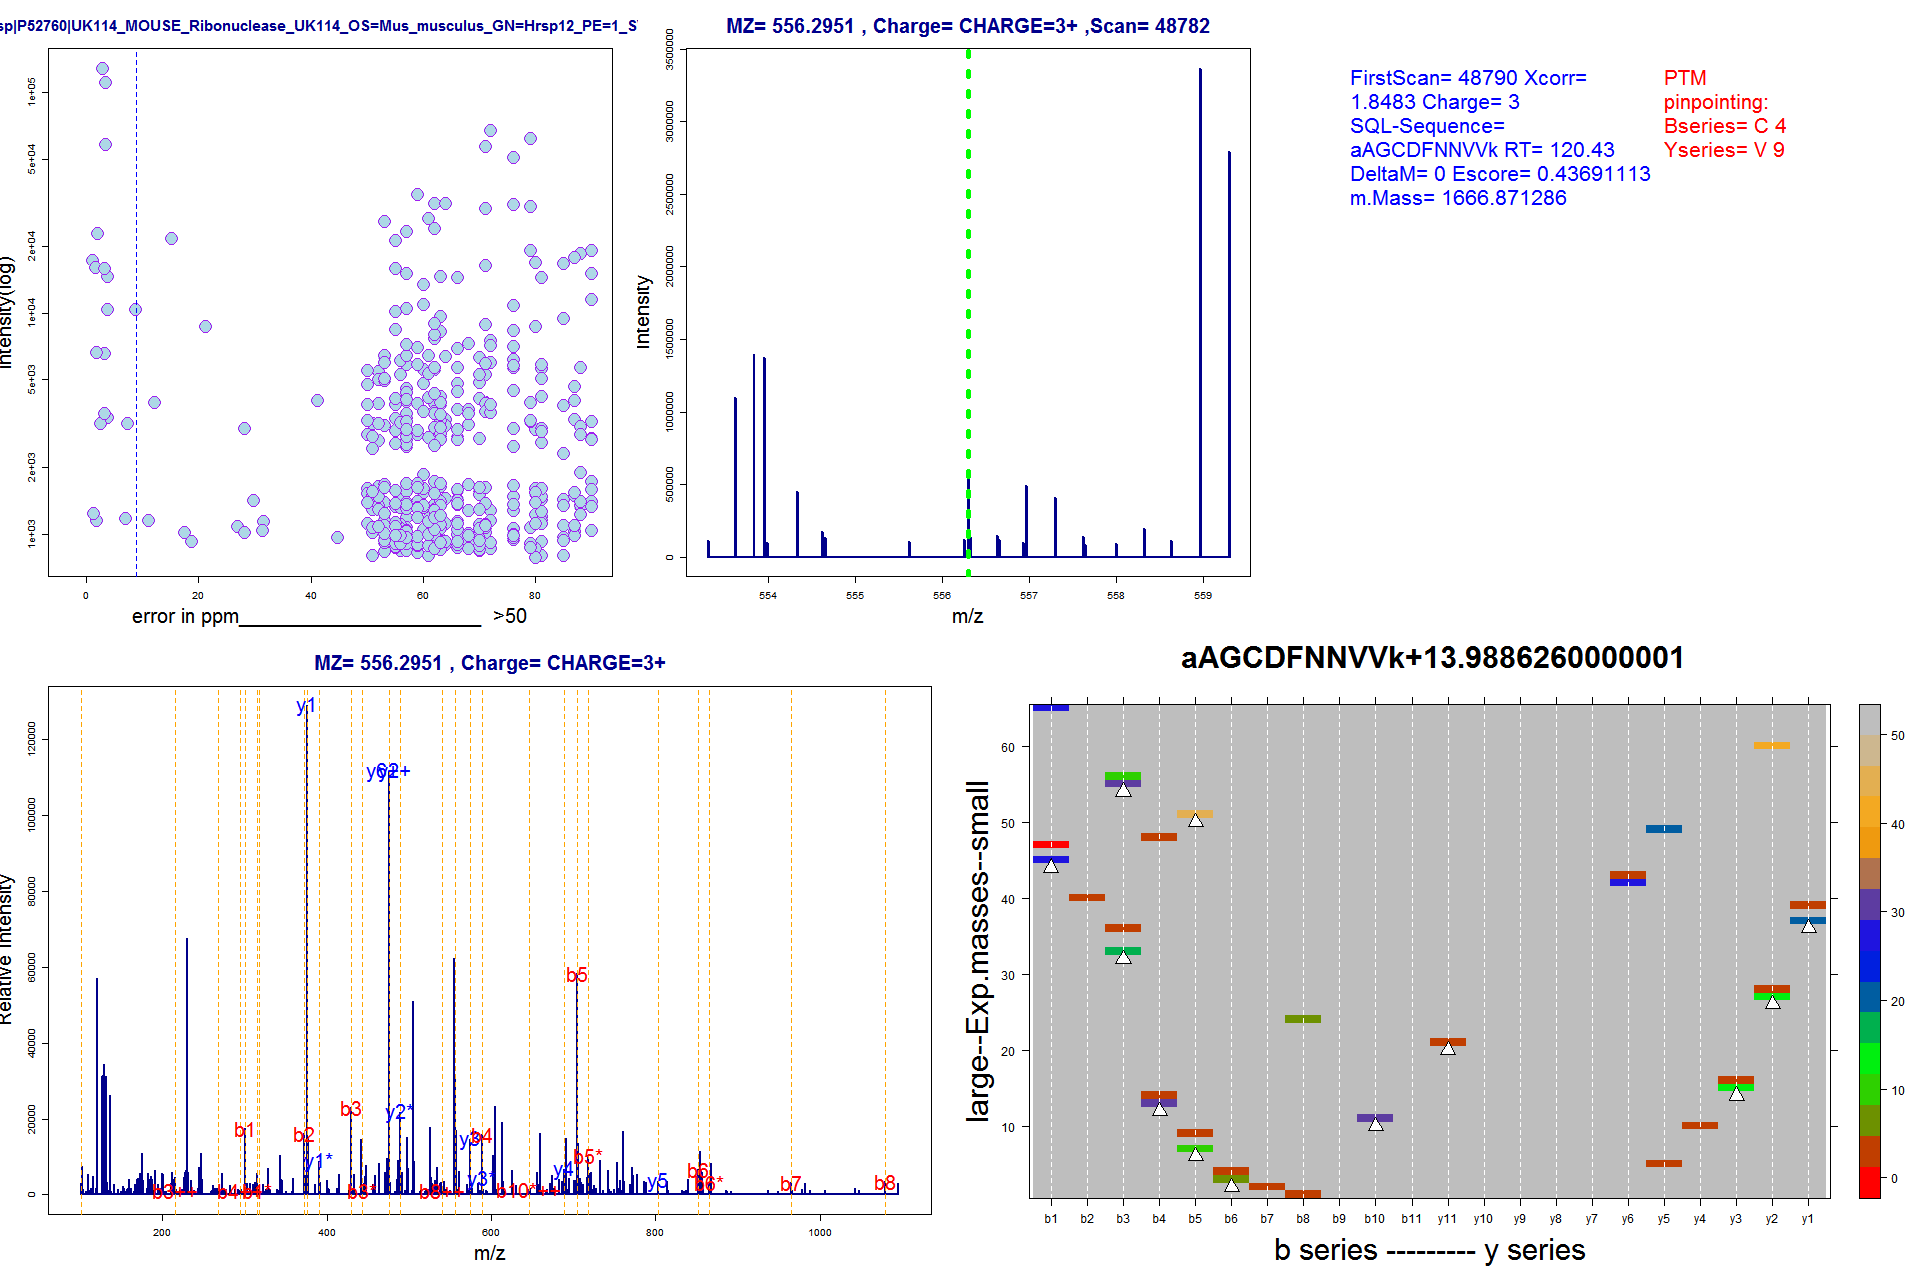 sp|P52760|UK114_MOUSE_Ribonuclease_UK114_OS=Mus_musculus_GN=Hrsp12_PE=1_S
Intensity(log)
1e+05
5e+04
2e+04
1e+04
5e+03
2e+03
1e+03
0 20 40 60 80
error in ppm______________________ >50
MZ= 556.2951 , Charge= CHARGE=3+ ,Scan= 48782
Intensity
3500000
3000000
2500000
2000000
1500000
1000000
500000
0
554 555 556 557 558 559
m/z
FirstScan= 48790 Xcorr=
1.8483 Charge= 3
SQL-Sequence=
aAGCDFNNVVk RT= 120.43
DeltaM= 0 Escore= 0.43691113
m.Mass= 1666.871286
PTM
pinpointing:
Bseries= C 4
Yseries= V 9
MZ= 556.2951 , Charge= CHARGE=3+
Relative Intensity
120000
100000
80000
60000
40000
20000
0
y1
b5
b3
y2*
b1
b2
b4
y1*
b5*
y4
y3*
y5
b6
b6*
b7
b8
b3*
200 400 600 800 1000
m/z
aAGCDFNNVVk+13.9886260000001
large--Exp.masses--small
60
50
40
30
20
10
b1 b2 b3 b4 b5 b6 b7 b8 b9 b10 b11 y11 y10 y9 y8 y7 y6 y5 y4 y3 y2 y1
b series --------- y series
50
40
30
20
10
0